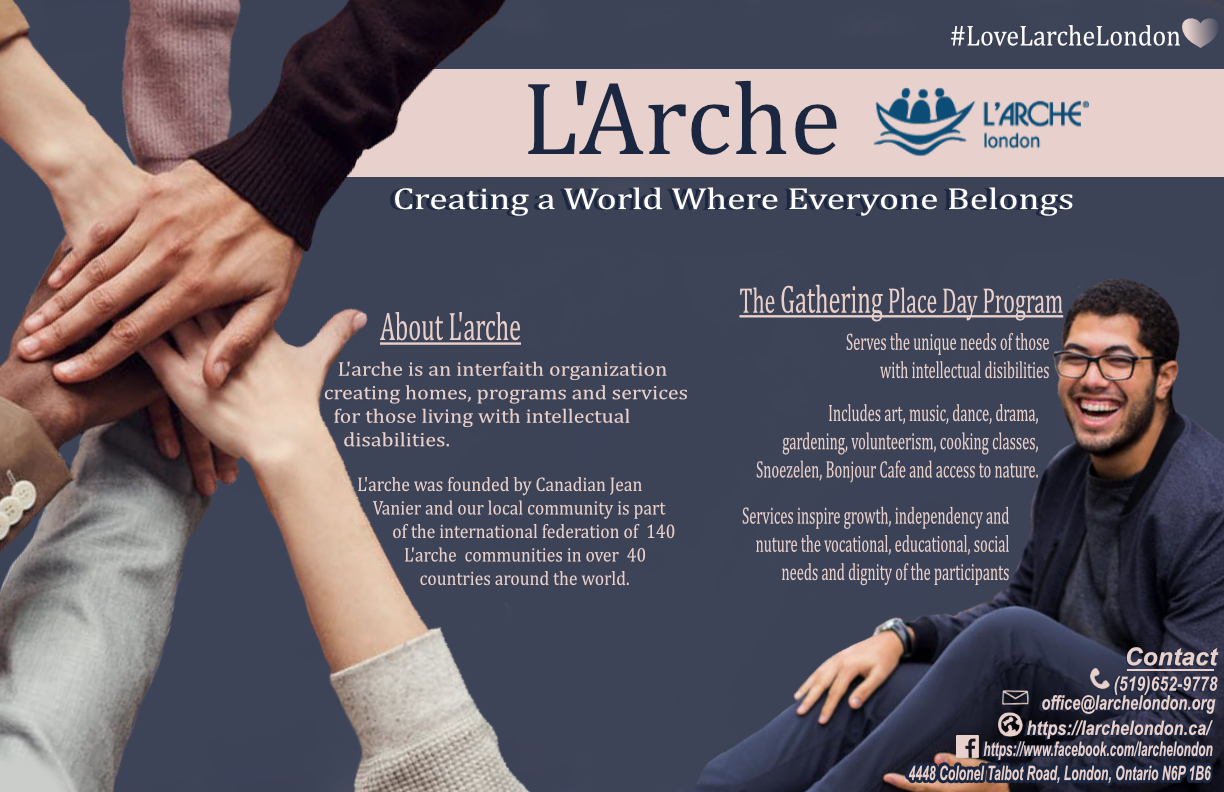 #LoveLarcheLondon
L'Arche
L'ARCHE®
london
Creating a World Where Everyone Belongs
About L'arche
L'arche is an interfaith organization
creating homes, programs and services
for those living with intellectual
disabilities.
L'arche was founded by Canadian Jean
Vanier and our local community is part
of the international federation of 140
L'arche communities in over 40
countries around the world.
The Gathering Place Day Program
Serves the unique needs of those
with intellectual disibilities
Includes art, music, dance, drama,
gardening, volunteerism, cooking classes,
Snoezelen, Bonjour Cafe and access to nature.
Services inspire growth, independency and
nuture the vocational, educational, social
needs and dignity of the participants
Contact
(519)652-9778
office@larchelondon.org
https://larchelondon.ca/
https://www.facebook.com/larchelondon
4448 Colonel Talbot Road, London, Ontario N6P 1B6